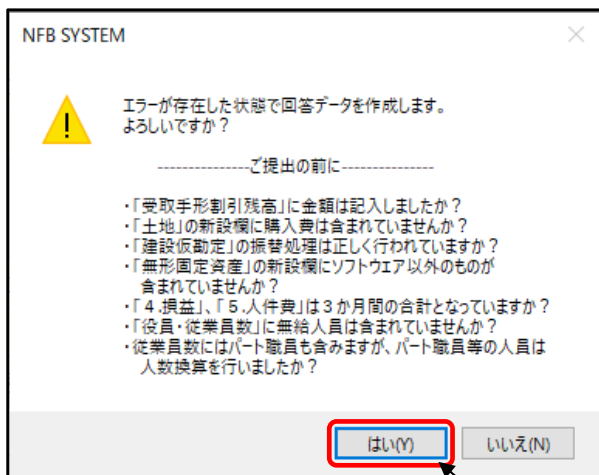 NFB SYSTEM
エラーが存在した状態で回答データを作成します。
よろしいですか？
---------------ご提出の前に---------------
・「受取手形割引残高」に金額は記入しましたか？
・「土地」の新設欄に購入費は含まれていませんか？
・「建設仮勘定」の振替処理は正しく行われていますか？
・「無形固定資産」の新設欄にソフトウエア以外のものが
含まれていませんか？
・「４.損益」、「５.人件費」は３か月間の合計となっていますか？
・「役員・従業員数」に無給人員は含まれていませんか？
・従業員数にはパート職員も含みますが、パート職員等の人員は
人数換算を行いましたか？
はい(Y)
いいえ(N)